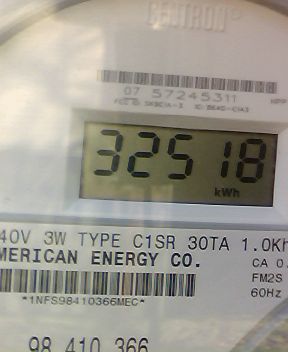 CENTRON®
07 57245311
32518
kWh
40V 3W TYPE C1SR 30TA 1.0Kh
MERICAN ENERGY CO.
CA 0.
FM2S
60Hz
*1NFS98410366MEC*
98 410 366